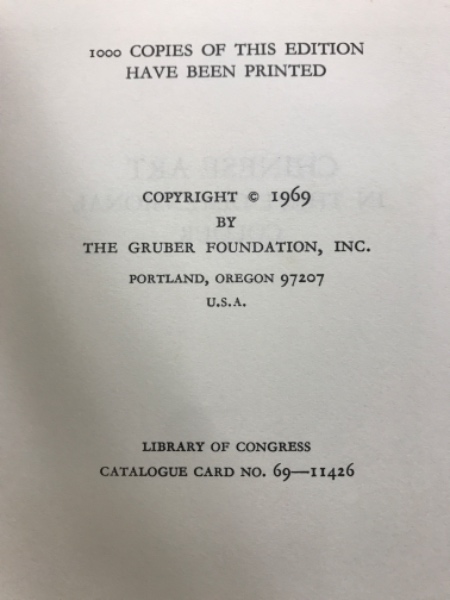 1000 COPIES OF THIS EDITION
HAVE BEEN PRINTED
COPYRIGHT © 1969
BY
THE GRUBER FOUNDATION, INC.
PORTLAND, OREGON 97207
U.S.A.
LIBRARY OF CONGRESS
CATALOGUE CARD NO. 69—11426